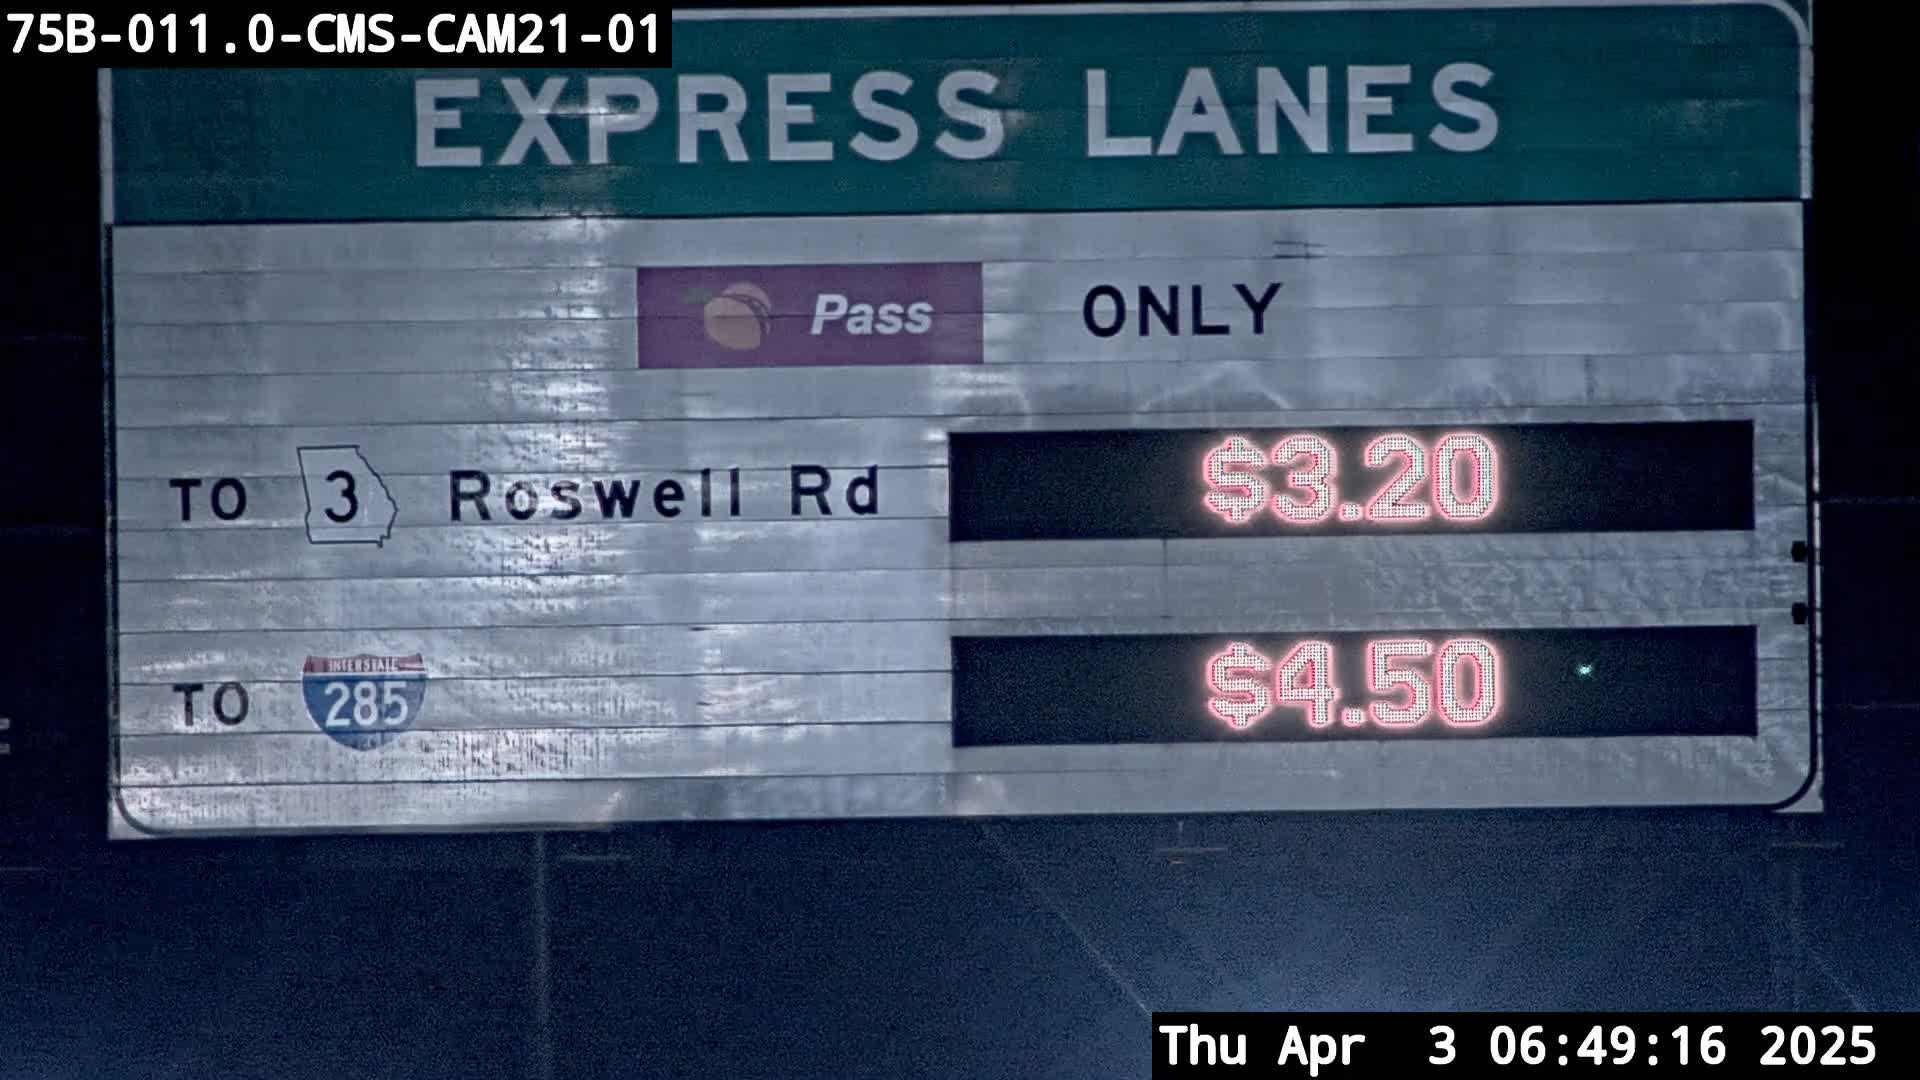 75B-011.0-CMS-CAM21-01
EXPRESS LANES
Pass ONLY
TO 3 Roswell Rd $3.20
TO INTERSTATE 285 $4.50
Thu Apr 3 06:49:16 2025